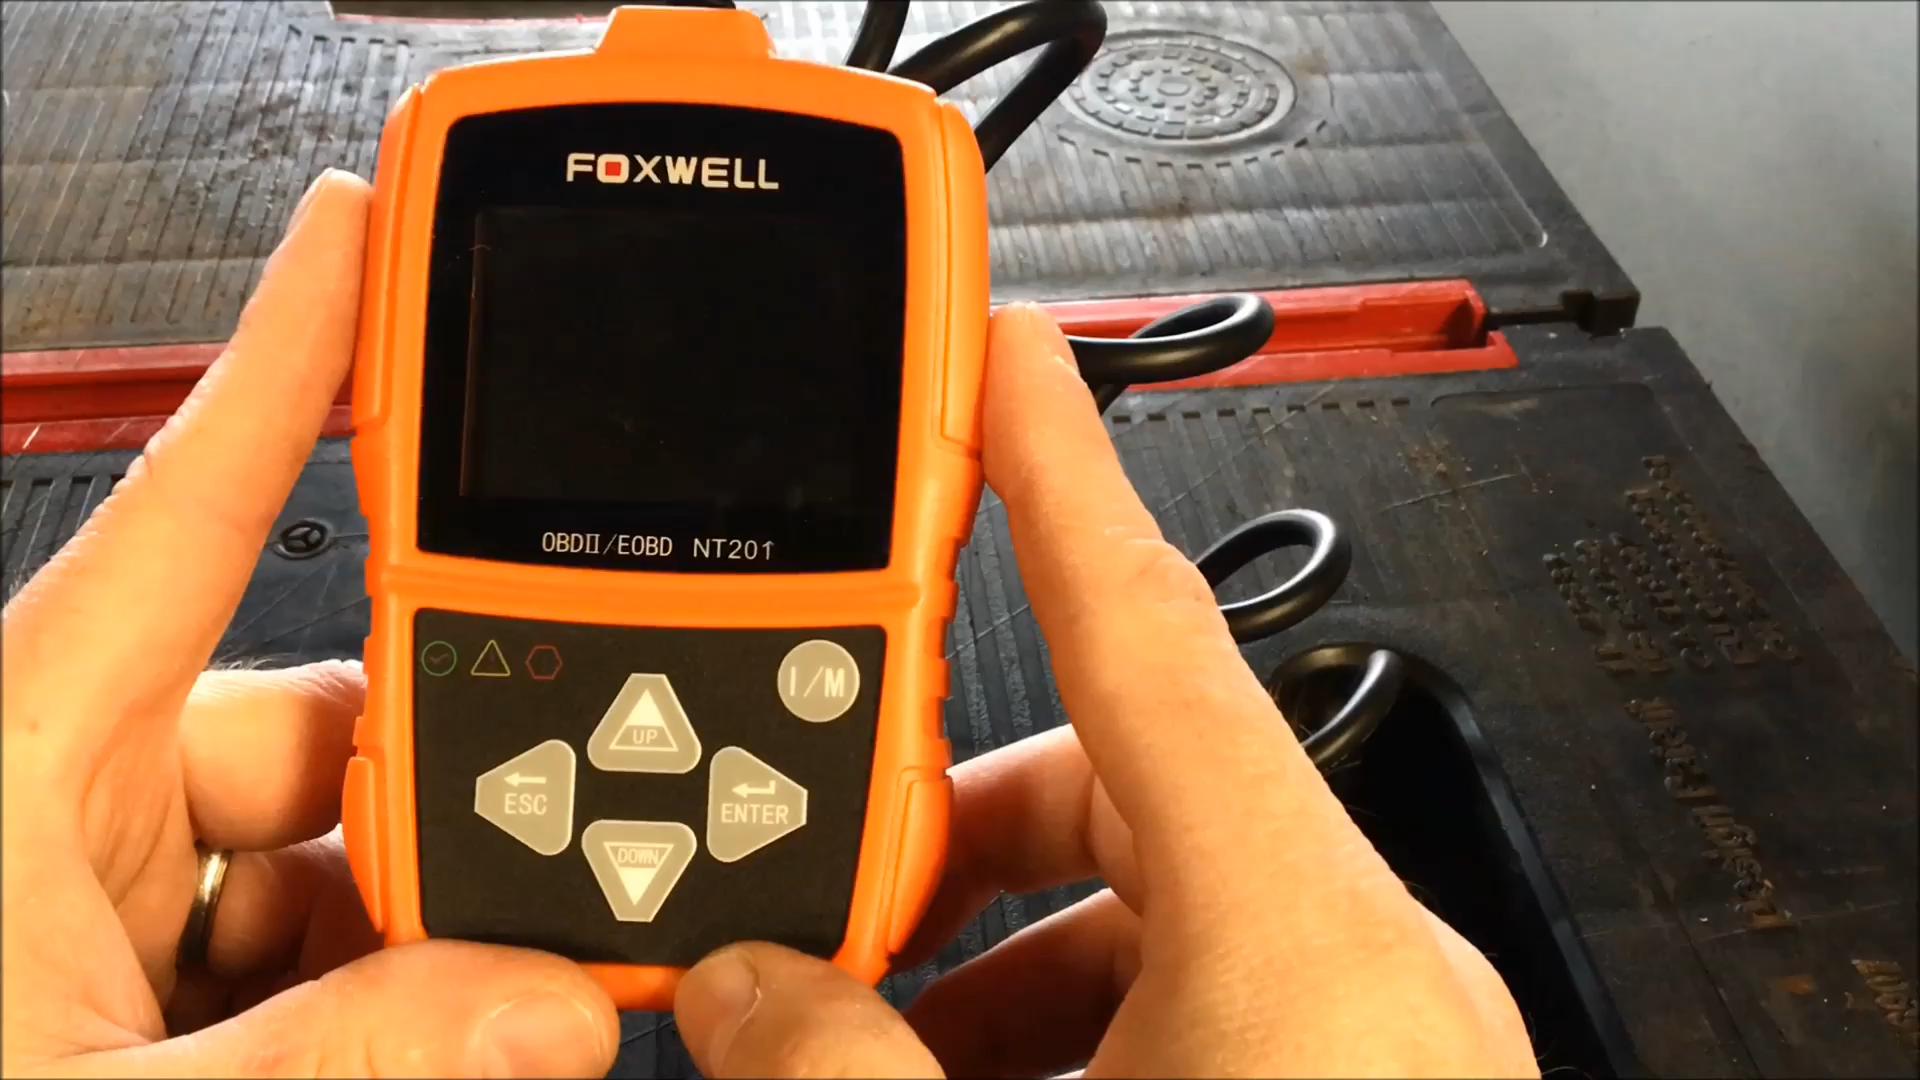 FOXWELL
OBDII/EOBD NT201
I/M
UP
ESC
ENTER
DOWN